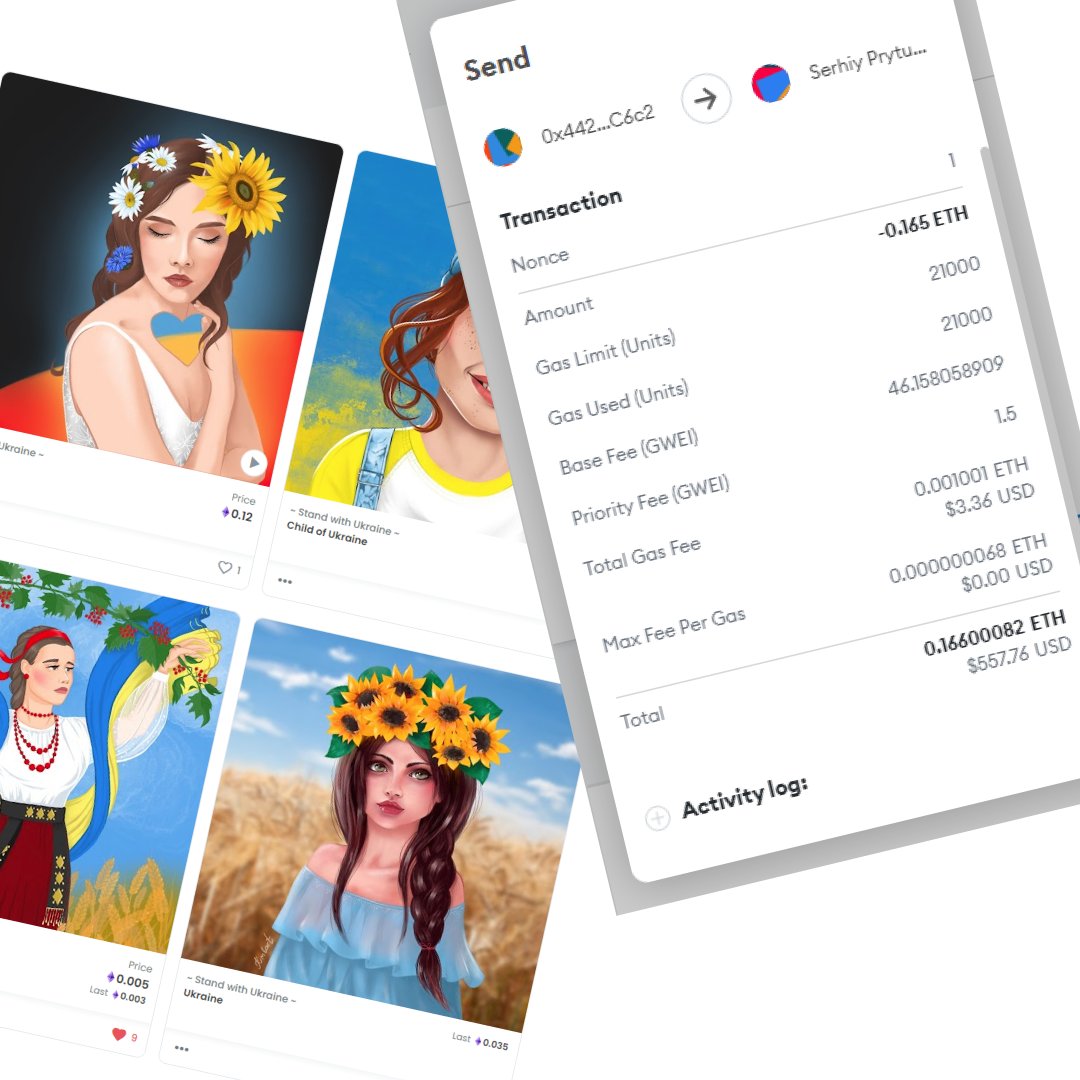 Send
0x442...C6c2
Serhiy Prytu...
Transaction
Nonce
1
Amount
-0.165 ETH
Gas Limit (Units)
21000
Gas Used (Units)
21000
Base Fee (GWEI)
46.158058909
Priority Fee (GWEI)
1.5
Total Gas Fee
0.001001 ETH
$3.36 USD
Max Fee Per Gas
0.000000068 ETH
$0.00 USD
Total
0.16600082 ETH
$557.76 USD
Activity log:
Ukraine ~
Price
0.12
1
~ Stand with Ukraine ~
Child of Ukraine
Price
0.005
Last 0.003
9
~ Stand with Ukraine ~
Ukraine
Last 0.035